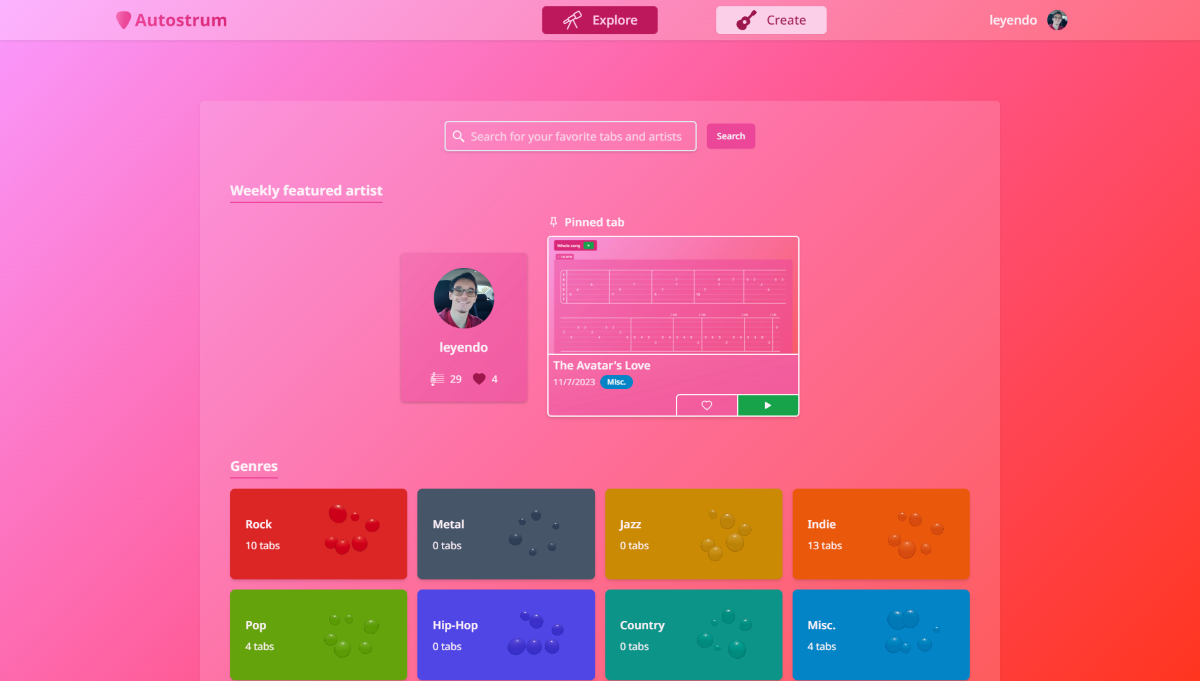 Autostrum
Explore
Create
leyendo
Search for your favorite tabs and artists
Search
Weekly featured artist
Pinned tab
leyendo
29
4
Whole song
The Avatar's Love
11/7/2023
Misc.
Genres
Rock
10 tabs
Metal
0 tabs
Jazz
0 tabs
Indie
13 tabs
Pop
4 tabs
Hip-Hop
0 tabs
Country
0 tabs
Misc.
4 tabs